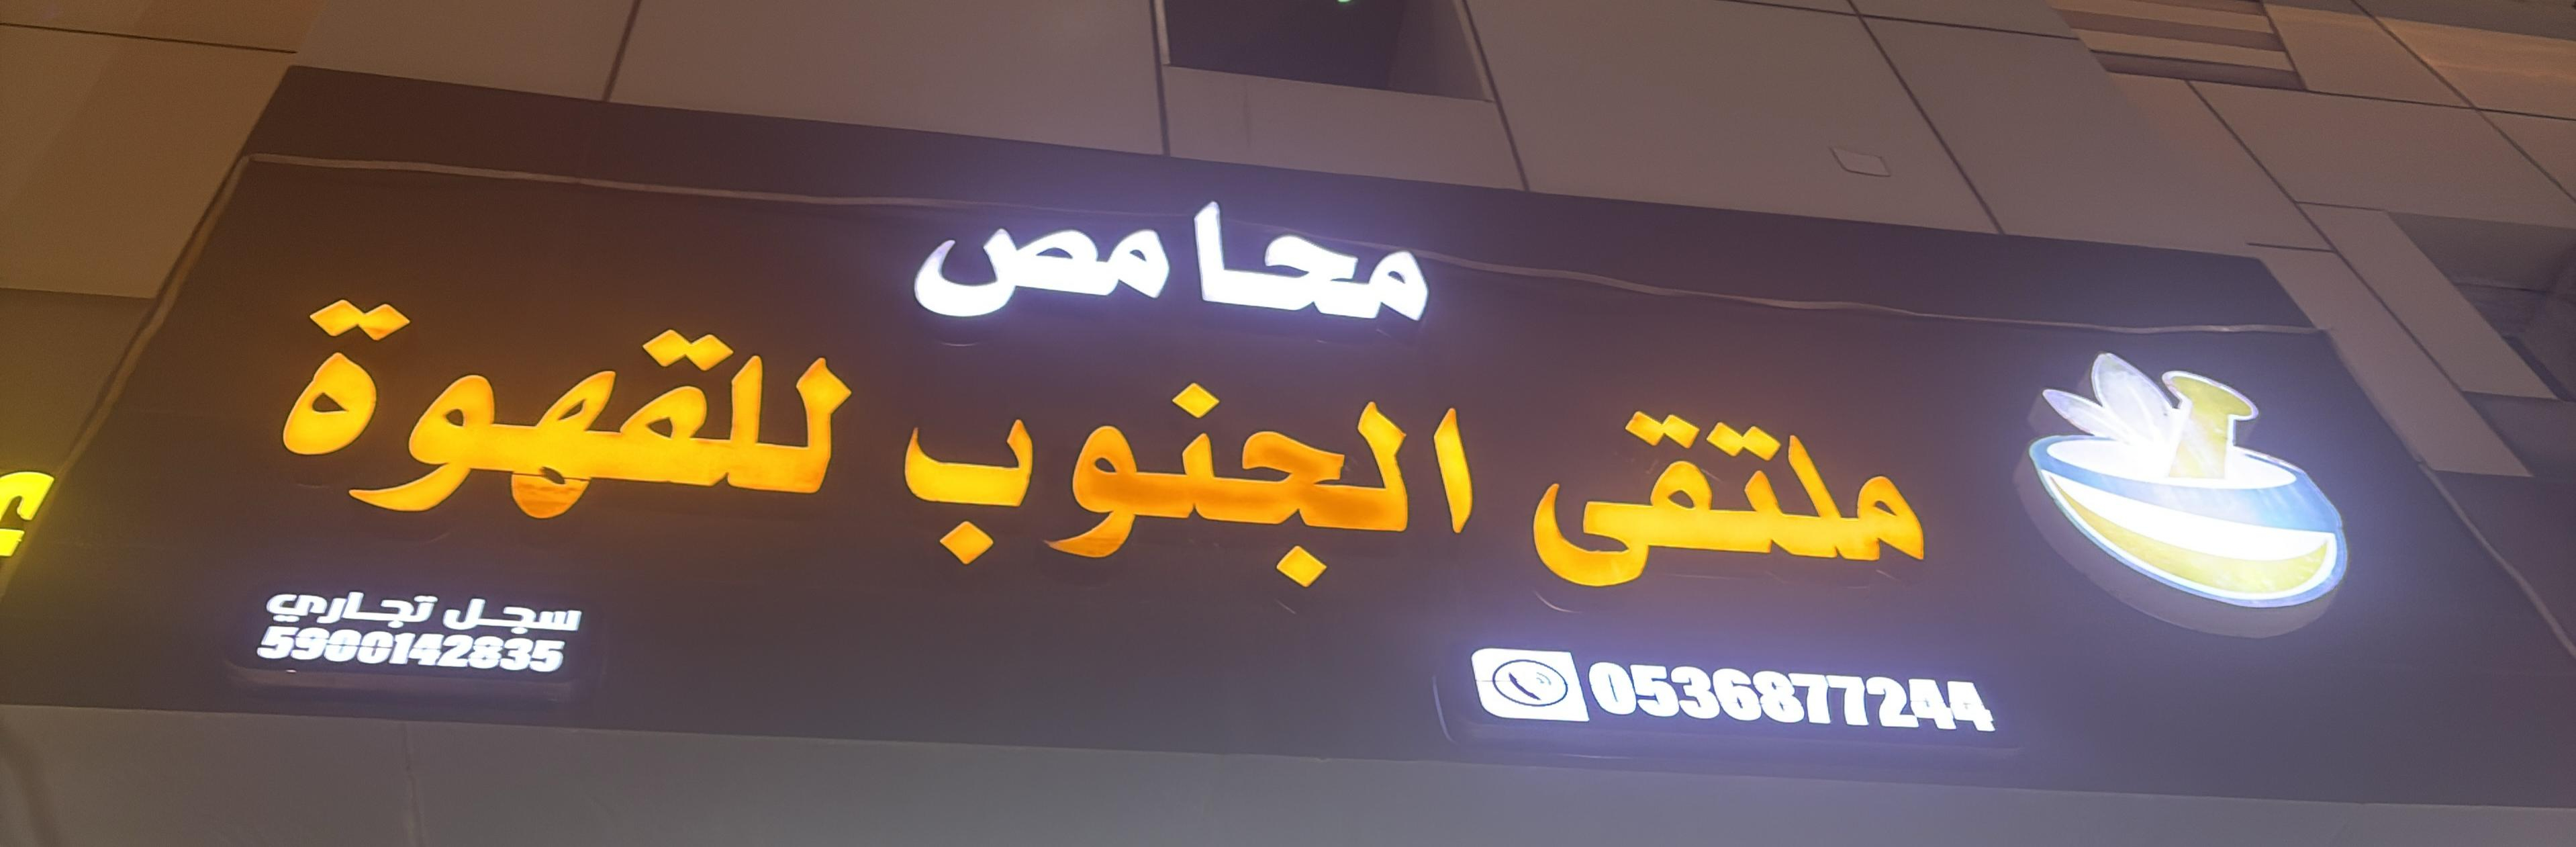 محامص
ملتقى الجنوب للقهوة
سجل تجاري
5900142835
0536877244